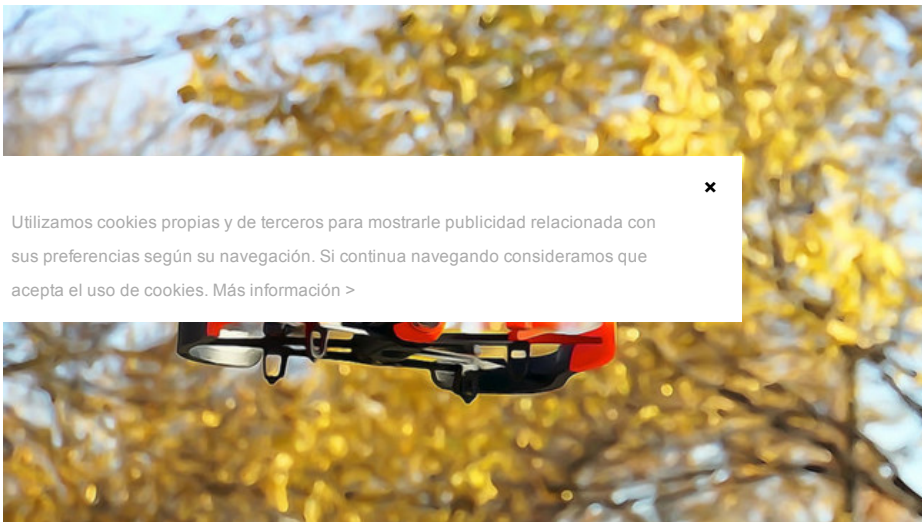 ×
Utilizamos cookies propias y de terceros para mostrarle publicidad relacionada con
sus preferencias según su navegación. Si continua navegando consideramos que
acepta el uso de cookies. Más información >